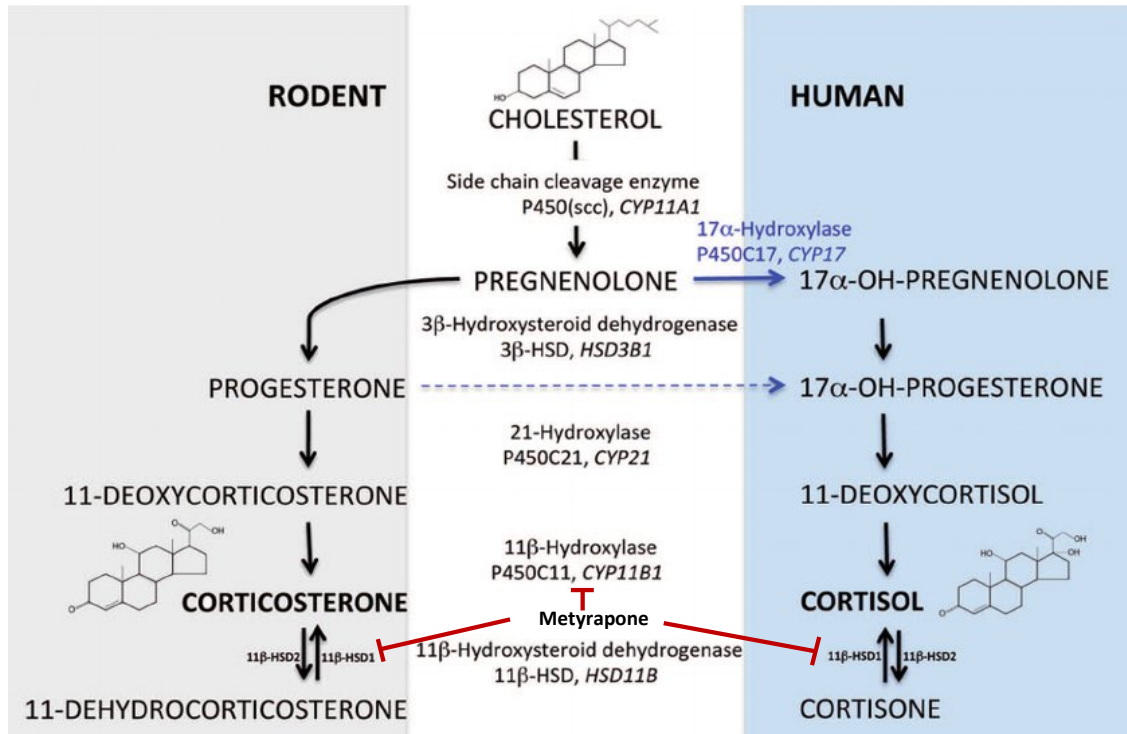 RODENT
HUMAN
HO
CHOLESTEROL
Side chain cleavage enzyme
P450(scc), CYP11A1
17α-Hydroxylase
P450C17, CYP17
PREGNENOLONE
17α-OH-PREGNENOLONE
3β-Hydroxysteroid dehydrogenase
3β-HSD, HSD3B1
PROGESTERONE
17α-OH-PROGESTERONE
21-Hydroxylase
P450C21, CYP21
11-DEOXYCORTICOSTERONE
11-DEOXYCORTISOL
O
OH
HO
O
11β-Hydroxylase
P450C11, CYP11B1
O
OH
HO
OH
O
CORTICOSTERONE
Metyrapone
CORTISOL
11β-HSD2
11β-HSD1
11β-Hydroxysteroid dehydrogenase
11β-HSD, HSD11B
11β-HSD1
11β-HSD2
11-DEHYDROCORTICOSTERONE
CORTISONE